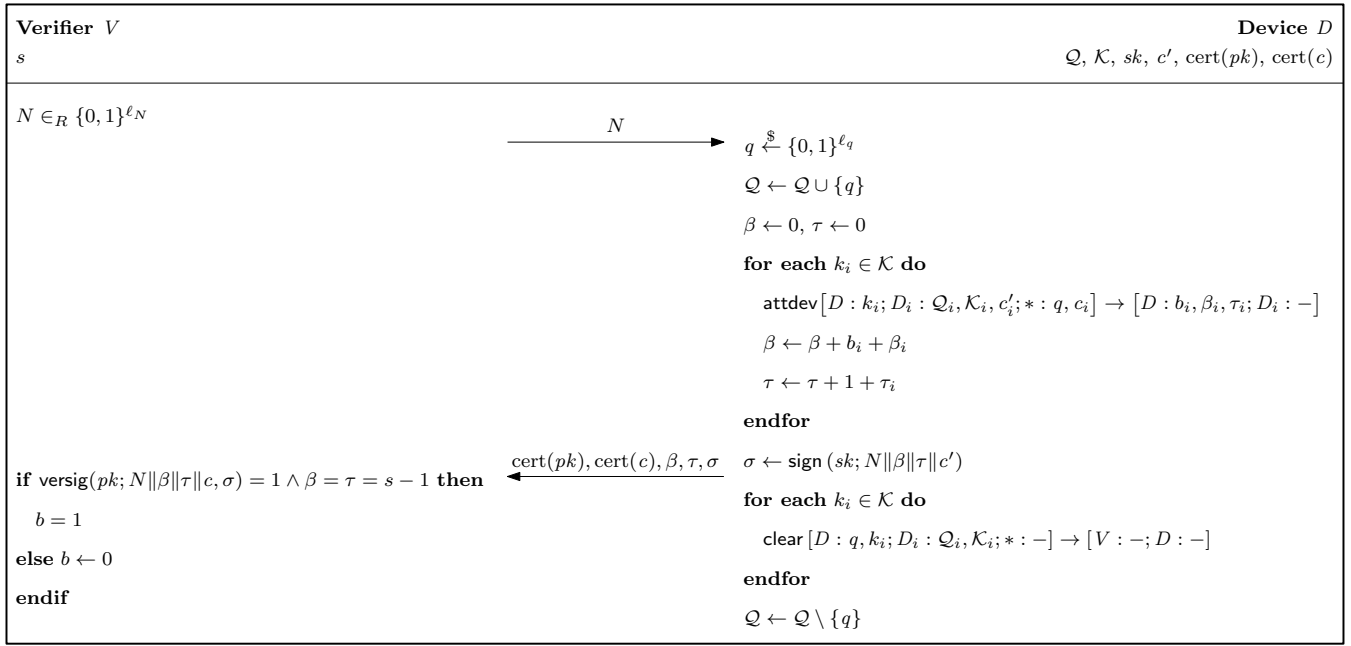 Verifier V
Device D
s
𝒬, 𝒦, sk, c′, cert(pk), cert(c)
N ∈_R {0, 1}^{ℓ_N}
N
q ←^$ {0, 1}^{ℓ_q}
𝒬 ← 𝒬 ∪ {q}
β ← 0, τ ← 0
for each k_i ∈ 𝒦 do
attdev[D : k_i; D_i : 𝒬_i, 𝒦_i, c′_i; ∗ : q, c_i] → [D : b_i, β_i, τ_i; D_i : −]
β ← β + b_i + β_i
τ ← τ + 1 + τ_i
endfor
σ ← sign (sk; N‖β‖τ‖c′)
cert(pk), cert(c), β, τ, σ
if versig(pk; N‖β‖τ‖c, σ) = 1 ∧ β = τ = s − 1 then
b = 1
else b ← 0
endif
for each k_i ∈ 𝒦 do
clear [D : q, k_i; D_i : 𝒬_i, 𝒦_i; ∗ : −] → [V : −; D : −]
endfor
𝒬 ← 𝒬 \ {q}